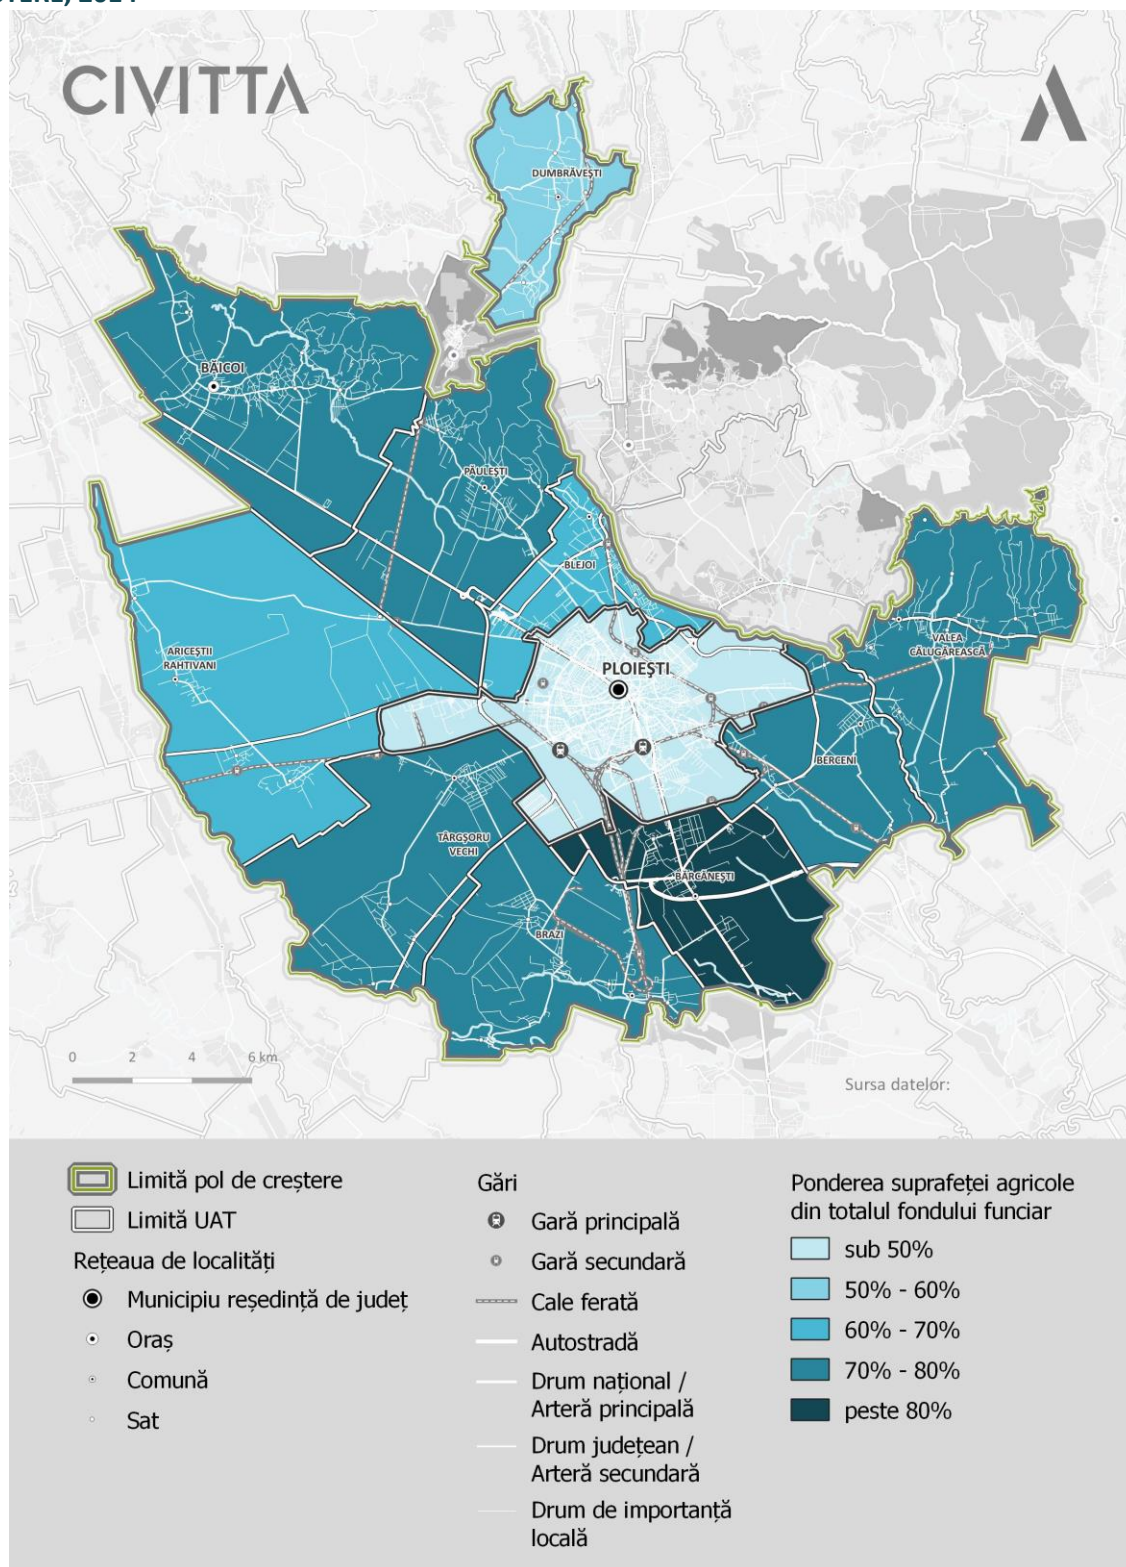 CIVITTA
DUMBRĂVEȘTI
BĂICOI
PĂULEȘTI
BLEJOI
ARICEȘTII
RAHTIVANI
PLOIEȘTI
VALEA
CĂLUGĂREASCĂ
BERCENI
TÂRGȘORU
VECHI
BĂRCĂNEȘTI
BRAZI
0 2 4 6 km
Sursa datelor:
Limită pol de creștere
Limită UAT
Rețeaua de localități
Municipiu reședință de județ
Oraș
Comună
Sat
Gări
Gară principală
Gară secundară
Cale ferată
Autostradă
Drum național /
Arteră principală
Drum județean /
Arteră secundară
Drum de importanță
locală
Ponderea suprafeței agricole
din totalul fondului funciar
sub 50%
50% - 60%
60% - 70%
70% - 80%
peste 80%